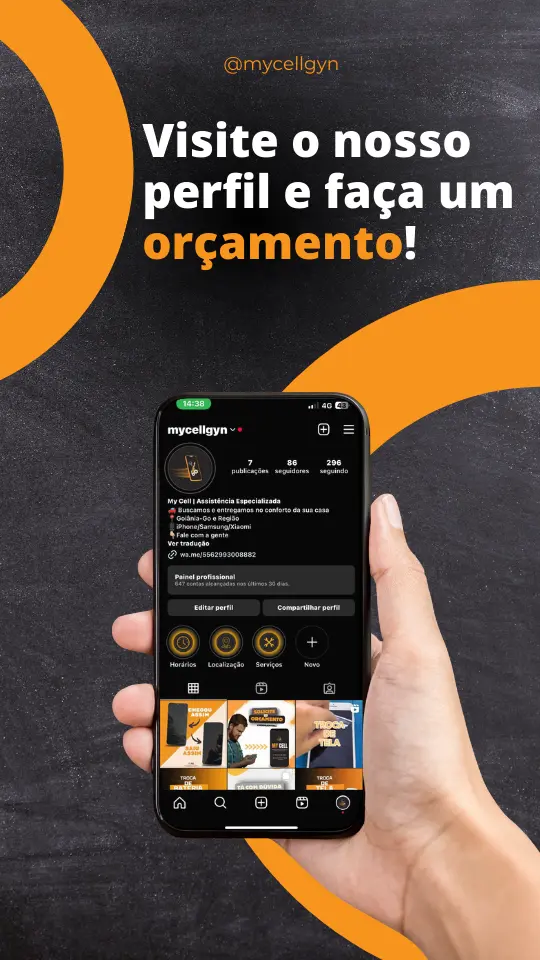 @mycellgyn
Visite o nosso
perfil e faça um
orçamento!
14:38
4G 43
mycellgyn
7
publicações
86
seguidores
296
seguindo
My Cell | Assistência Especializada
Buscamos e entregamos no conforto da sua casa
Goiânia-Go e Região
iPhone/Samsung/Xiaomi
Fale com a gente
Ver tradução
wa.me/5562993008882
Painel profissional
647 contas alcançadas nos últimos 30 dias.
Editar perfil
Compartilhar perfil
Horários
Localização
Serviços
Novo
CHEGOU
ASSIM
SAIU
ASSIM
SOLICITE
ORÇAMENTO
MY CELL
TROCA
DE
TELA
TROCA
DE
BATERIA
TÁ COM DÚVIDA
TROCA
DE
TELA